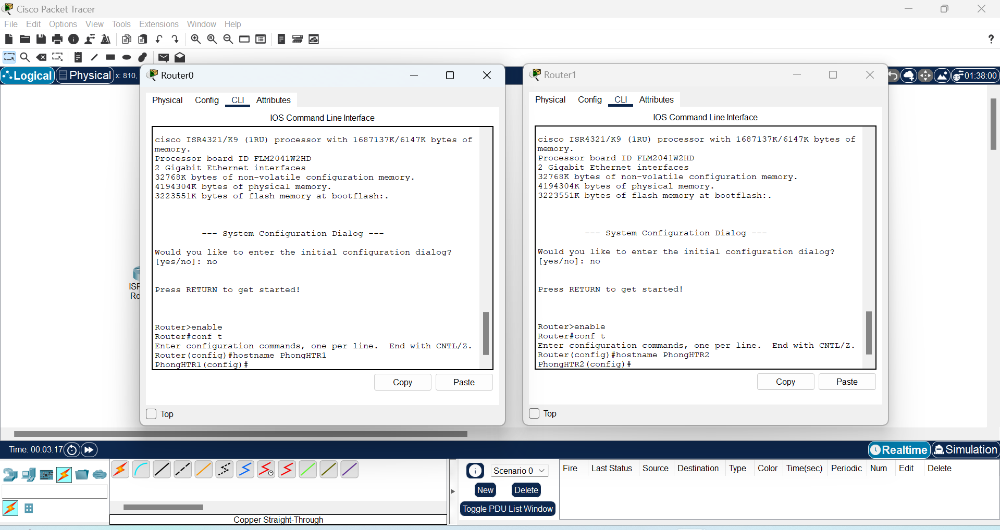 Cisco Packet Tracer
File Edit Options View Tools Extensions Window Help
?
Logical
Physical
x: 810,
01:38:00
ISR
Ro
Router0
Physical Config CLI Attributes
IOS Command Line Interface
cisco ISR4321/K9 (1RU) processor with 1687137K/6147K bytes of
memory.
Processor board ID FLM2041W2HD
2 Gigabit Ethernet interfaces
32768K bytes of non-volatile configuration memory.
4194304K bytes of physical memory.
3223551K bytes of flash memory at bootflash:.
--- System Configuration Dialog ---
Would you like to enter the initial configuration dialog?
[yes/no]: no
Press RETURN to get started!
Router>enable
Router#conf t
Enter configuration commands, one per line.  End with CNTL/Z.
Router(config)#hostname PhongHTR1
PhongHTR1(config)#
Copy
Paste
Top
Router1
Physical Config CLI Attributes
IOS Command Line Interface
cisco ISR4321/K9 (1RU) processor with 1687137K/6147K bytes of
memory.
Processor board ID FLM2041W2HD
2 Gigabit Ethernet interfaces
32768K bytes of non-volatile configuration memory.
4194304K bytes of physical memory.
3223551K bytes of flash memory at bootflash:.
--- System Configuration Dialog ---
Would you like to enter the initial configuration dialog?
[yes/no]: no
Press RETURN to get started!
Router>enable
Router#conf t
Enter configuration commands, one per line.  End with CNTL/Z.
Router(config)#hostname PhongHTR2
PhongHTR2(config)#
Copy
Paste
Top
Time: 00:03:17
Realtime
Simulation
Scenario 0
New
Delete
Toggle PDU List Window
Fire Last Status Source Destination Type Color Time(sec) Periodic Num Edit Delete
Copper Straight-Through